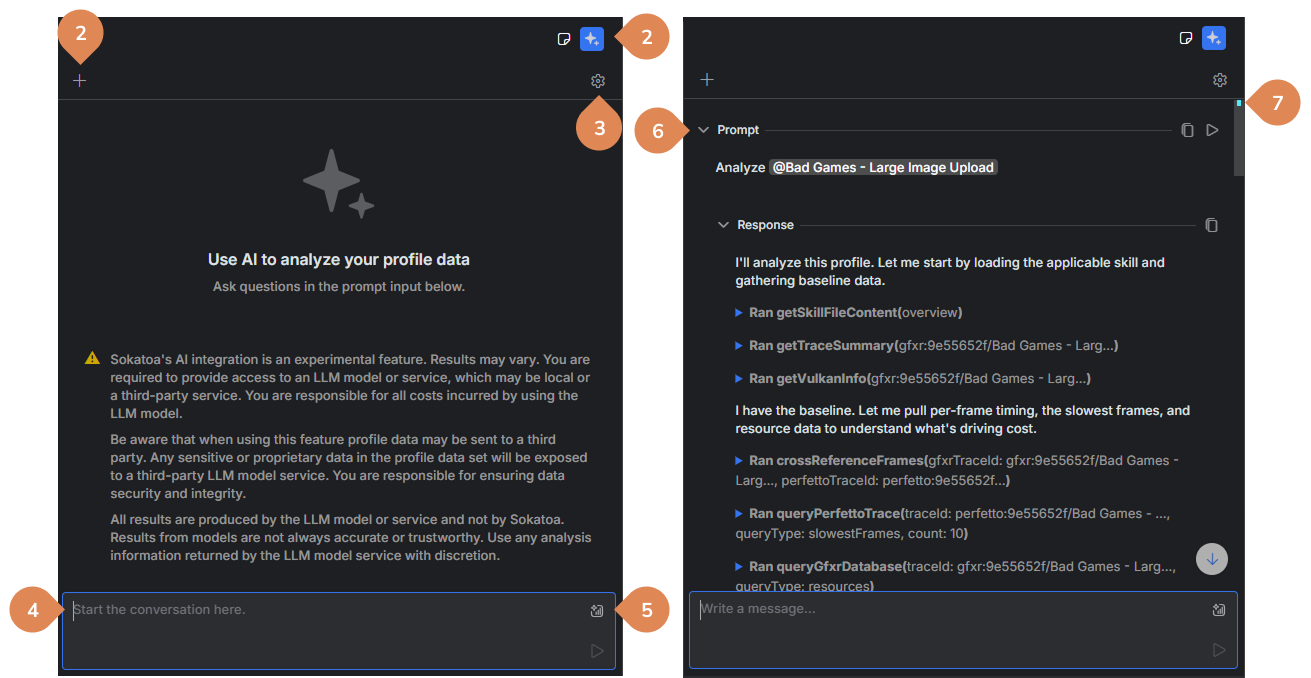 2
2
3
Use AI to analyze your profile data
Ask questions in the prompt input below.
Sokatoa's AI integration is an experimental feature. Results may vary. You are
required to provide access to an LLM model or service, which may be local or
a third-party service. You are responsible for all costs incurred by using the
LLM model.
Be aware that when using this feature profile data may be sent to a third
party. Any sensitive or proprietary data in the profile data set will be exposed
to a third-party LLM model service. You are responsible for ensuring data
security and integrity.
All results are produced by the LLM model or service and not by Sokatoa.
Results from models are not always accurate or trustworthy. Use any analysis
information returned by the LLM model service with discretion.
4
Start the conversation here.
5
6
7
Prompt
Analyze @Bad Games - Large Image Upload
Response
I'll analyze this profile. Let me start by loading the applicable skill and
gathering baseline data.
Ran getSkillFileContent(overview)
Ran getTraceSummary(gfxr:9e55652f/Bad Games - Larg...)
Ran getVulkanInfo(gfxr:9e55652f/Bad Games - Larg...)
I have the baseline. Let me pull per-frame timing, the slowest frames, and
resource data to understand what's driving cost.
Ran crossReferenceFrames(gfxrTraceId: gfxr:9e55652f/Bad Games -
Larg..., perfettoTraceId: perfetto:9e55652f...)
Ran queryPerfettoTrace(traceId: perfetto:9e55652f/Bad Games - ...,
queryType: slowestFrames, count: 10)
Ran queryGfxrDatabase(traceId: gfxr:9e55652f/Bad Games - Larg...,
queryType: resources)
Write a message...